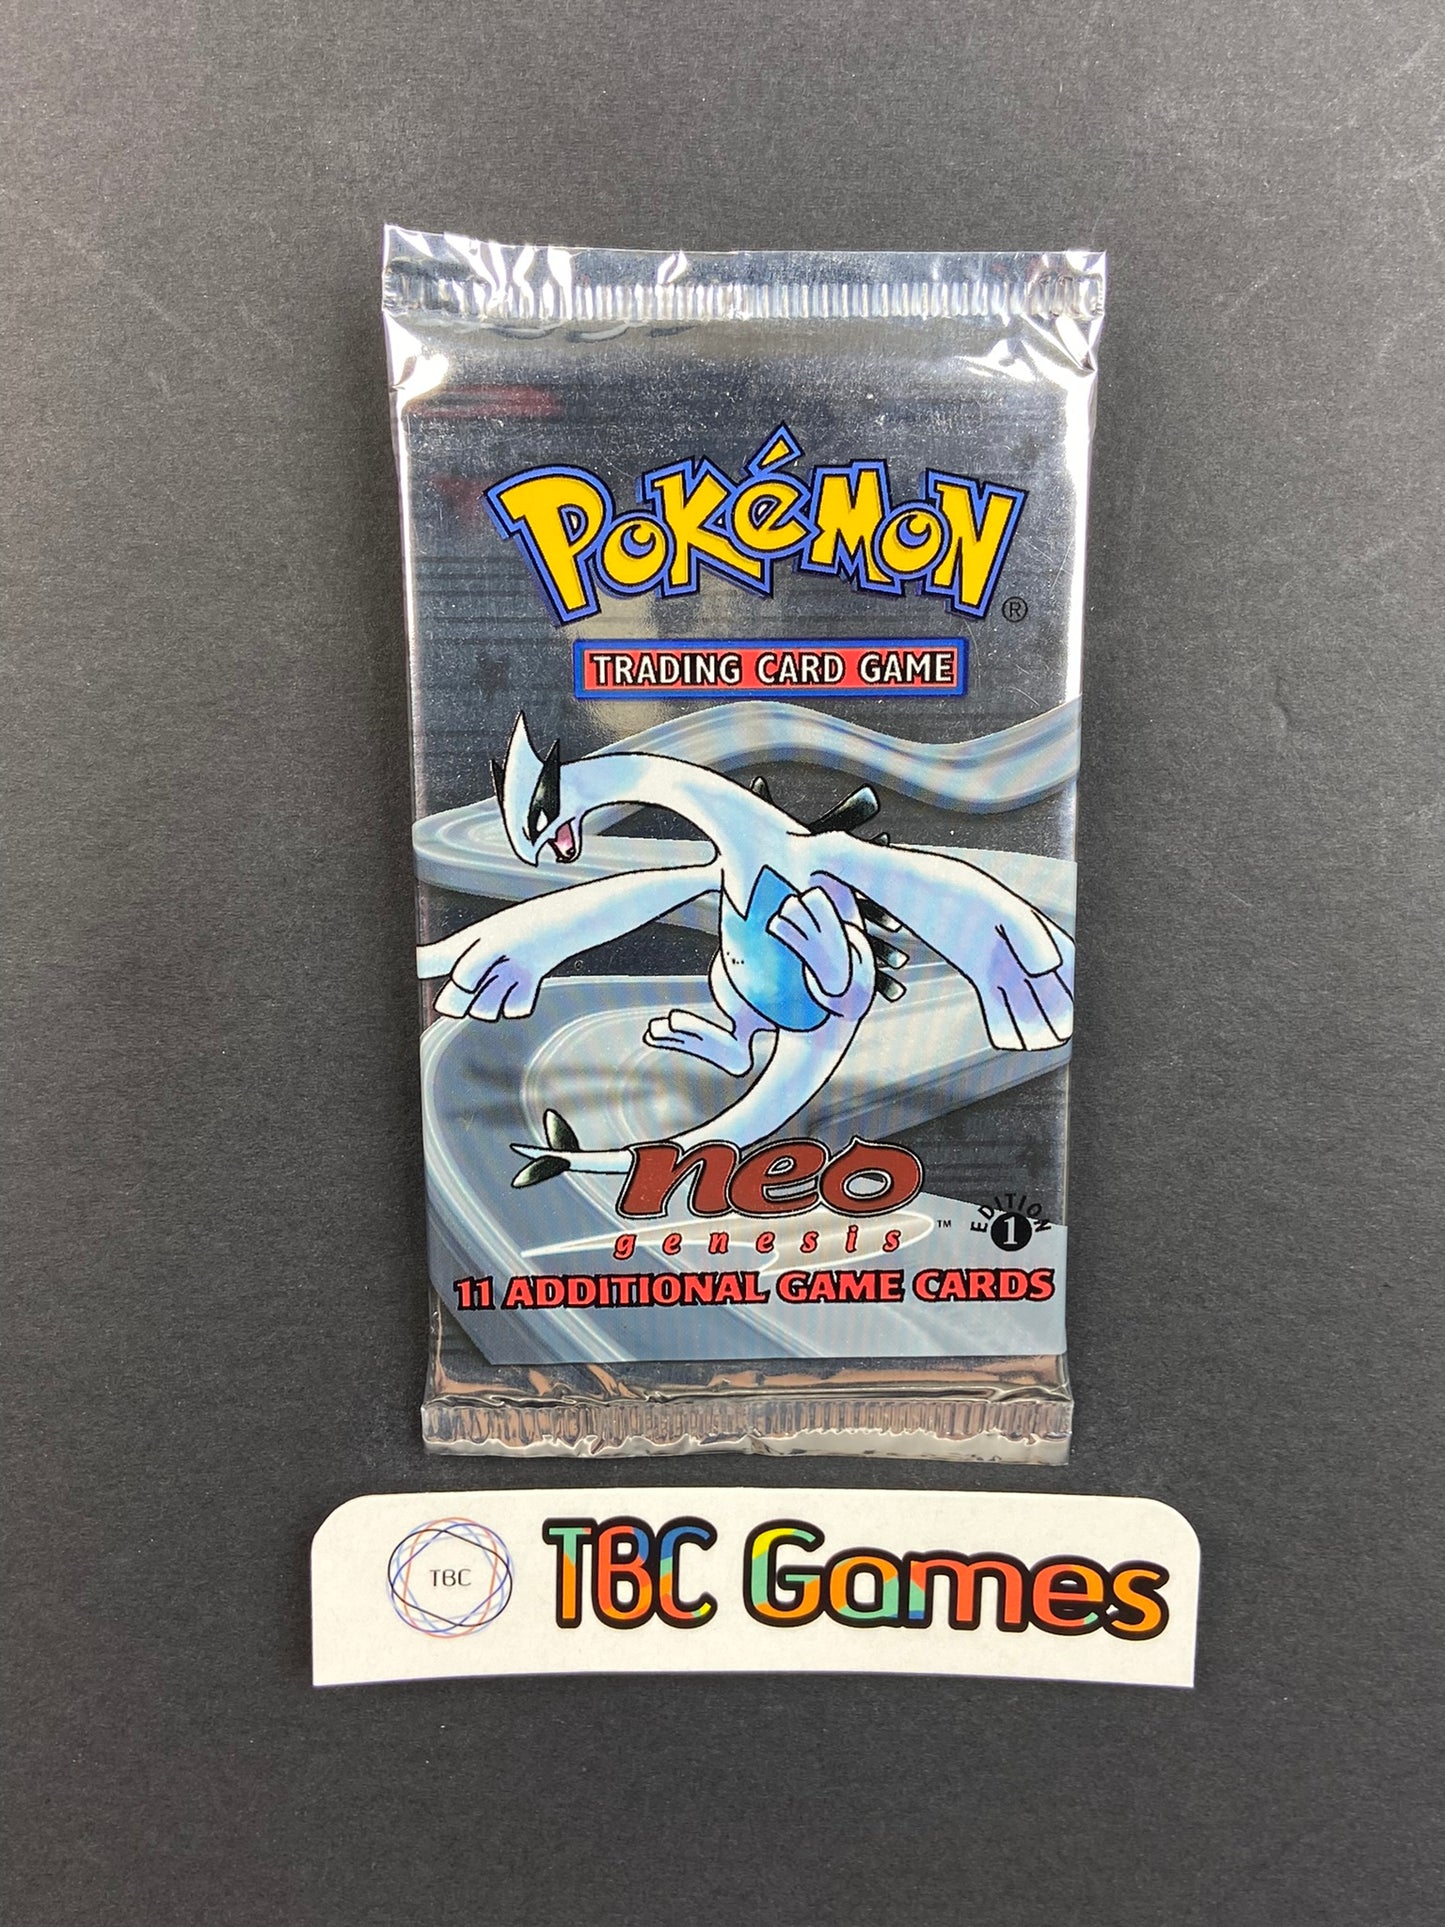 POKéMON ®
TRADING CARD GAME
neo
genesis ™
EDITION 1
11 ADDITIONAL GAME CARDS
TBC
TBC Games